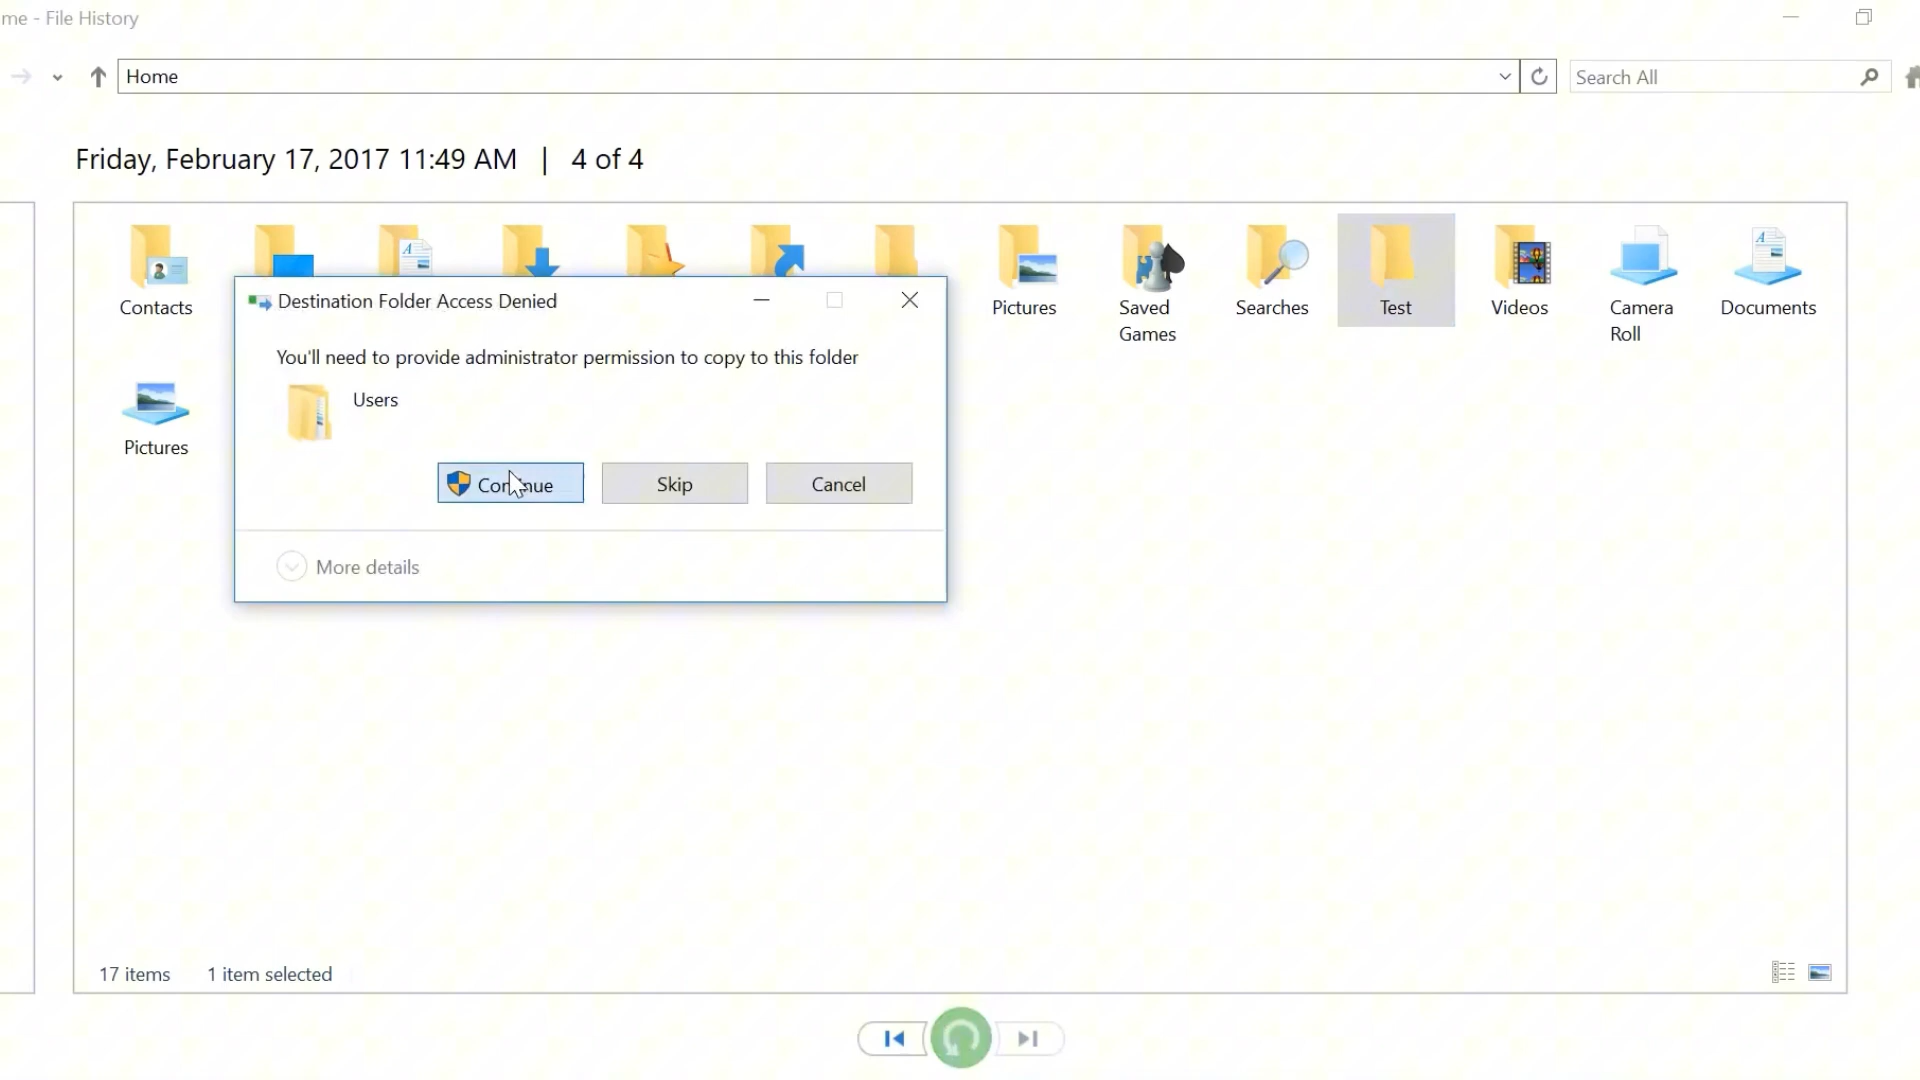 me - File History
Home
Search All
Friday, February 17, 2017 11:49 AM | 4 of 4
Contacts
Pictures
Saved
Games
Searches
Test
Videos
Camera
Roll
Documents
Pictures
Destination Folder Access Denied
You'll need to provide administrator permission to copy to this folder
Users
Continue
Skip
Cancel
More details
17 items
1 item selected